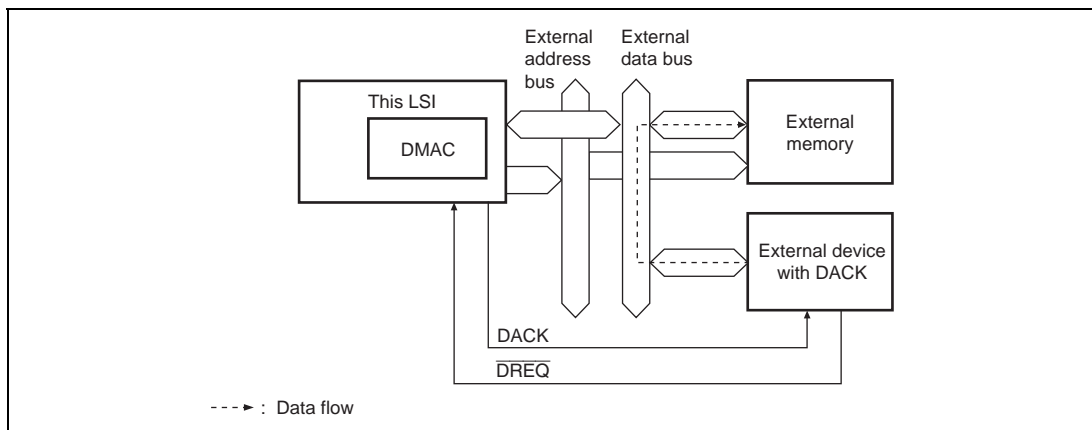 External
address
bus
External
data bus
This LSI
DMAC
External
memory
External device
with DACK
DACK
DREQ
: Data flow